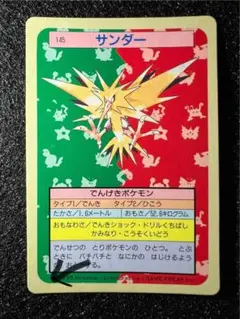 145
サンダー
でんげきポケモン
タイプ1／でんき タイプ2／ひこう
たかさ／1.6メートル おもさ／52.6キログラム
おもなわざ／でんきショック・ドリルくちばし
かみなり・こうそくいどう
でんせつの とりポケモンの ひとつ。 とぶ
ときに バチバチと なにかの はじけるよう